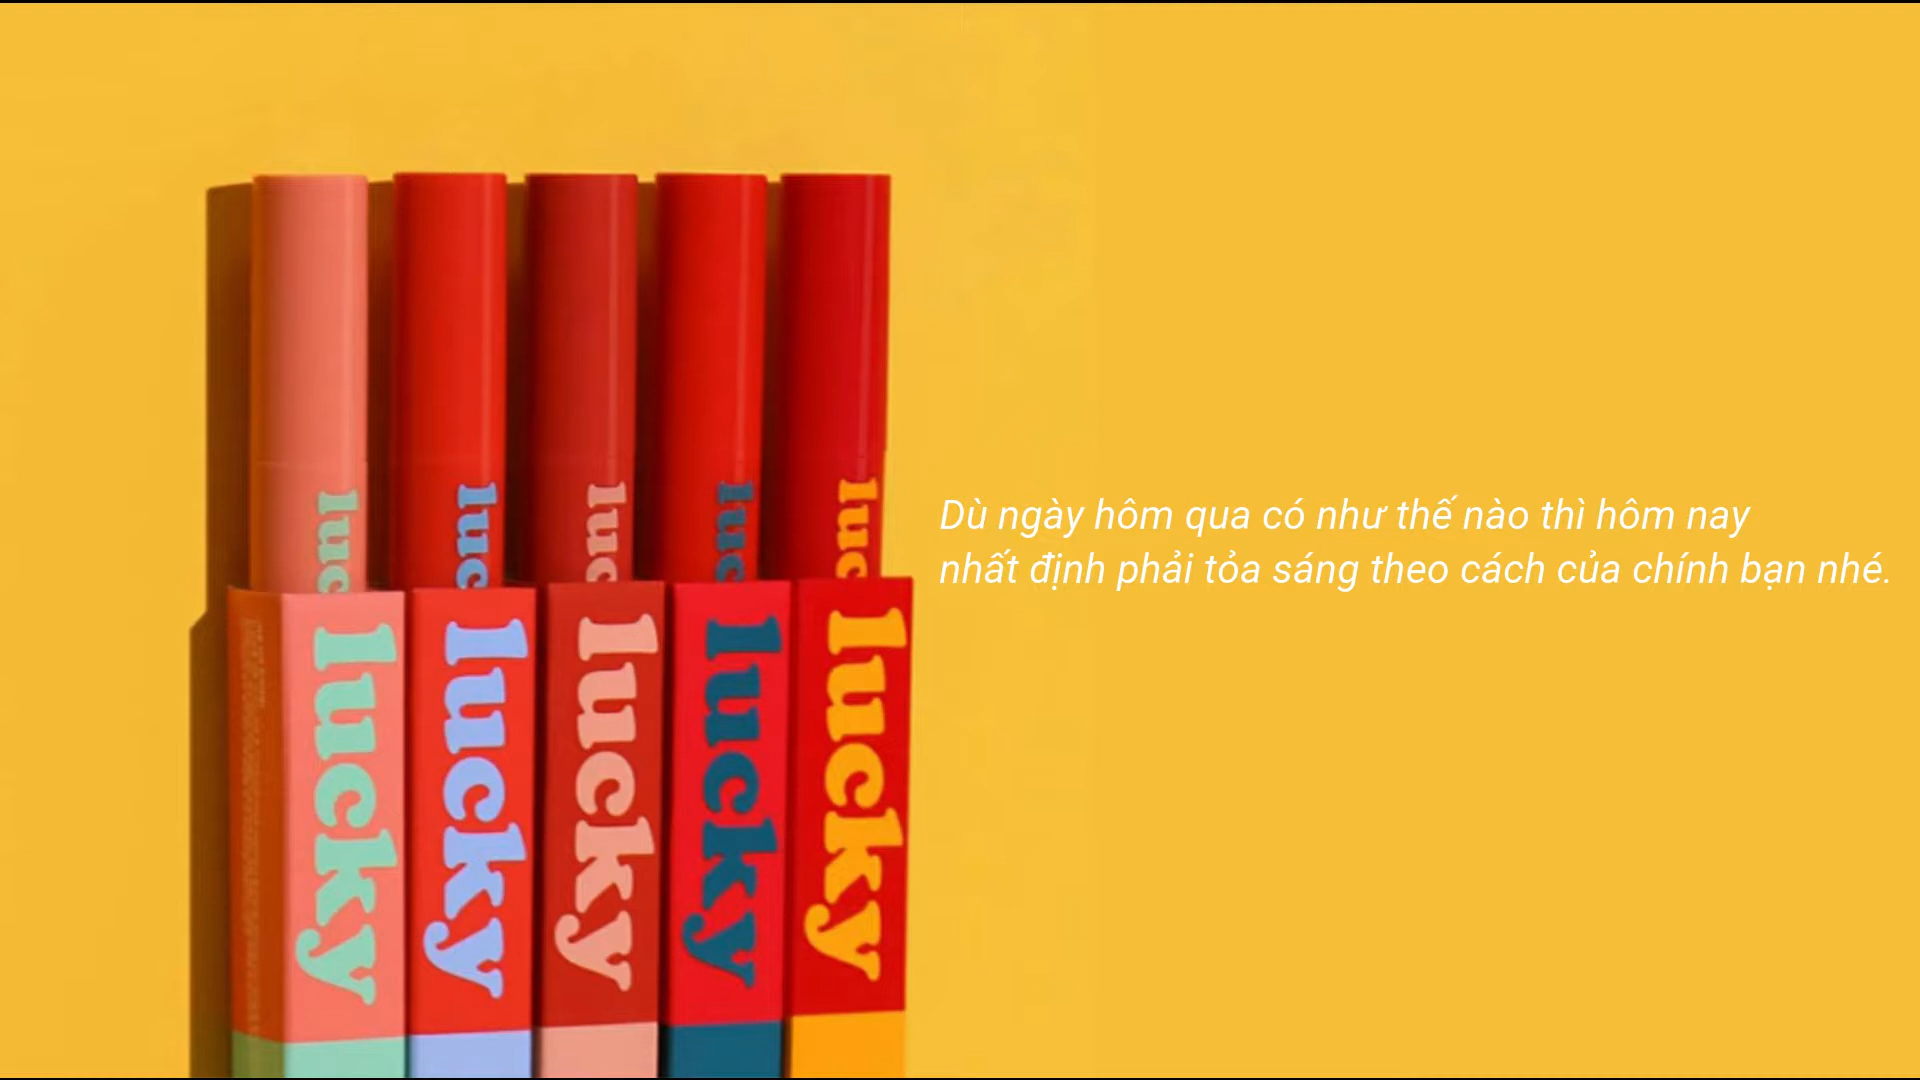 luc
luc
luc
luc
luc
lucky
lucky
lucky
lucky
lucky
Dù ngày hôm qua có như thế nào thì hôm nay
nhất định phải tỏa sáng theo cách của chính bạn nhé.